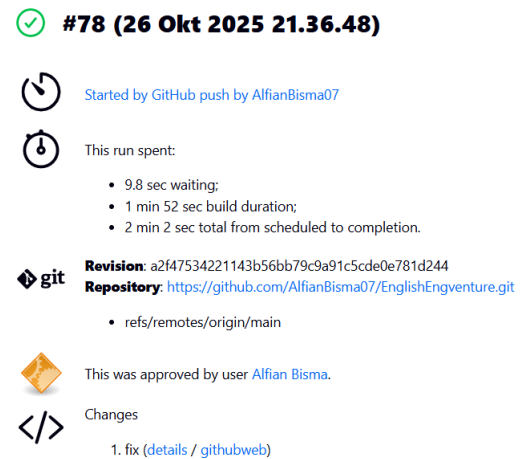 #78 (26 Okt 2025 21.36.48)
Started by GitHub push by AlfianBisma07
This run spent:
• 9.8 sec waiting;
• 1 min 52 sec build duration;
• 2 min 2 sec total from scheduled to completion.
git
Revision: a2f47534221143b56bb79c9a91c5cde0e781d244
Repository: https://github.com/AlfianBisma07/EnglishEngventure.git
• refs/remotes/origin/main
This was approved by user Alfian Bisma.
</> Changes
1. fix (details / githubweb)